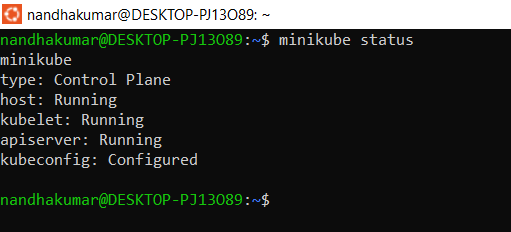 nandhakumar@DESKTOP-PJ13O89: ~
nandhakumar@DESKTOP-PJ13O89:~$ minikube status
minikube
type: Control Plane
host: Running
kubelet: Running
apiserver: Running
kubeconfig: Configured
nandhakumar@DESKTOP-PJ13O89:~$